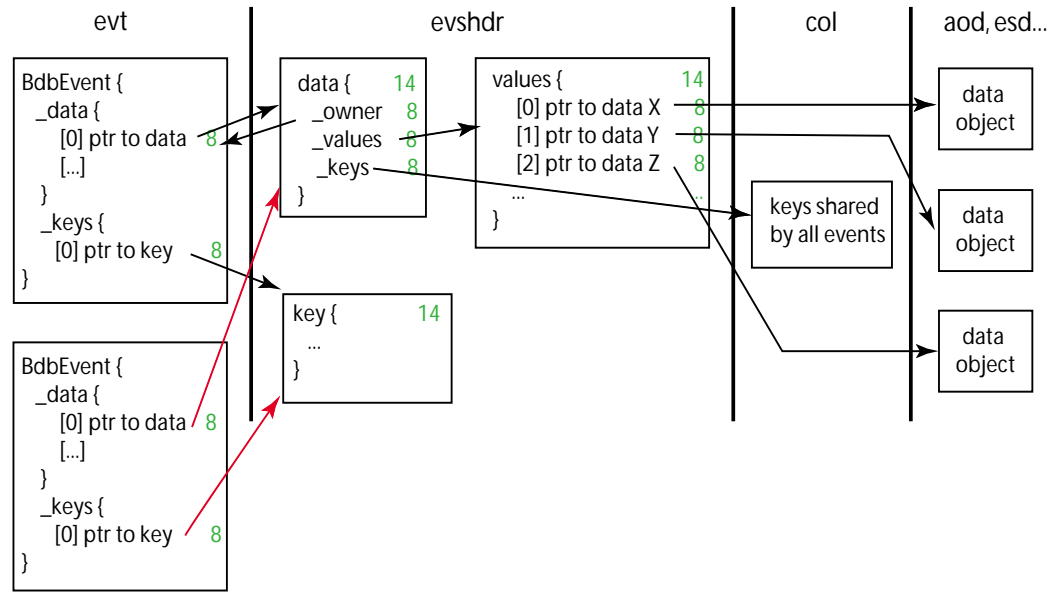 evt
evshdr
col
aod, esd...
BdbEvent {
_data {
[0] ptr to data 8
[...]
}
_keys {
[0] ptr to key 8
}
data { 14
_owner 8
_values 8
_keys 8
}
values { 14
[0] ptr to data X 8
[1] ptr to data Y 8
[2] ptr to data Z 8
... ..
}
keys shared
by all events
data
object
data
object
data
object
key { 14
...
}
BdbEvent {
_data {
[0] ptr to data 8
[...]
}
_keys {
[0] ptr to key 8
}